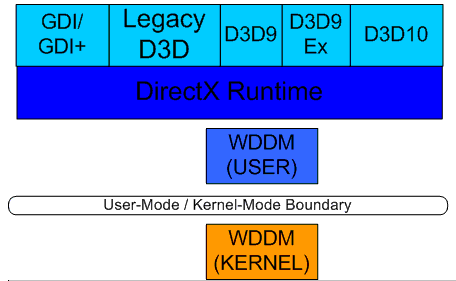 GDI/
GDI+
Legacy
D3D
D3D9
D3D9
Ex
D3D10
DirectX Runtime
WDDM
(USER)
User-Mode / Kernel-Mode Boundary
WDDM
(KERNEL)